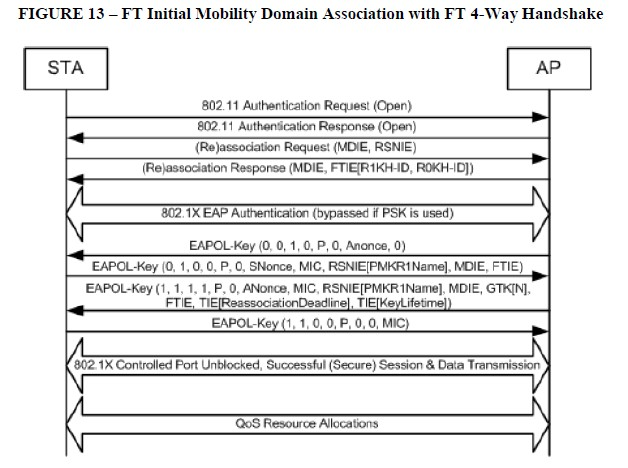 FIGURE 13 – FT Initial Mobility Domain Association with FT 4-Way Handshake
STA
AP
802.11 Authentication Request (Open)
802.11 Authentication Response (Open)
(Re)association Request (MDIE, RSNIE)
(Re)association Response (MDIE, FTIE[R1KH-ID, R0KH-ID])
802.1X EAP Authentication (bypassed if PSK is used)
EAPOL-Key (0, 0, 1, 0, P, 0, Anonce, 0)
EAPOL-Key (0, 1, 0, 0, P, 0, SNonce, MIC, RSNIE[PMKR1Name], MDIE, FTIE)
EAPOL-Key (1, 1, 1, 1, P, 0, ANonce, MIC, RSNIE[PMKR1Name], MDIE, GTK[N],
FTIE, TIE[ReassociationDeadline], TIE[KeyLifetime])
EAPOL-Key (1, 1, 0, 0, P, 0, 0, MIC)
802.1X Controlled Port Unblocked, Successful (Secure) Session & Data Transmission
QoS Resource Allocations